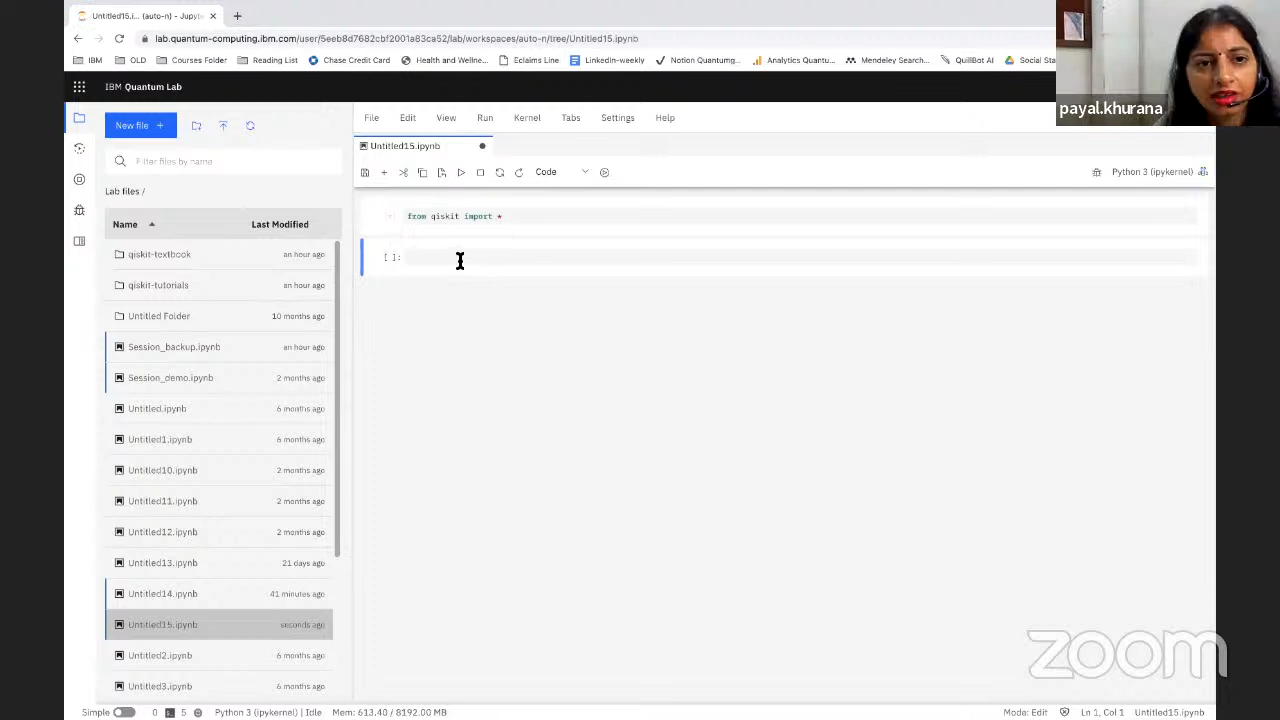 Untitled15.i... (auto-n) - Jupyte
lab.quantum-computing.ibm.com/user/5eeb8d7682cbf2001a83ca52/lab/workspaces/auto-n/tree/Untitled15.ipynb
IBM OLD Courses Folder Reading List Chase Credit Card Health and Wellne... Eclaims Line LinkedIn-weekly Notion Quantumg... Analytics Quantu... Mendeley Search... QuillBot AI Social Sta
payal.khurana
IBM Quantum Lab
New file +
File Edit View Run Kernel Tabs Settings Help
Untitled15.ipynb
Filter files by name
Code
Python 3 (ipykernel)
Lab files /
Name Last Modified
from qiskit import *
[ ]:
qiskit-textbook an hour ago
qiskit-tutorials an hour ago
Untitled Folder 10 months ago
Session_backup.ipynb an hour ago
Session_demo.ipynb 2 months ago
Untitled.ipynb 6 months ago
Untitled1.ipynb 6 months ago
Untitled10.ipynb 2 months ago
Untitled11.ipynb 2 months ago
Untitled12.ipynb 2 months ago
Untitled13.ipynb 21 days ago
Untitled14.ipynb 41 minutes ago
Untitled15.ipynb seconds ago
Untitled2.ipynb 6 months ago
Untitled3.ipynb 6 months ago
zoom
Simple 0 5 Python 3 (ipykernel) | Idle Mem: 613.40 / 8192.00 MB Mode: Edit Ln 1, Col 1 Untitled15.ipynb